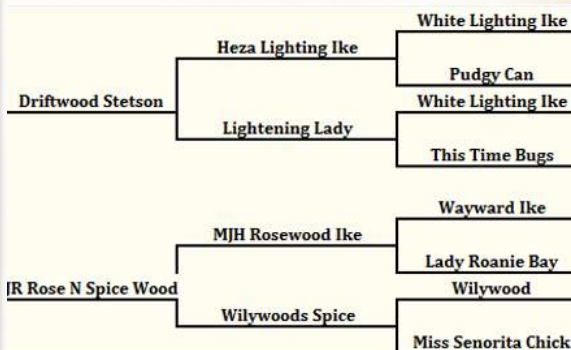 White Lighting Ike
Heza Lighting Ike
Pudgy Can
Driftwood Stetson
White Lighting Ike
Lightening Lady
This Time Bugs
Wayward Ike
MJH Rosewood Ike
Lady Roanie Bay
JR Rose N Spice Wood
Wilywood
Wilywoods Spice
Miss Senorita Chick